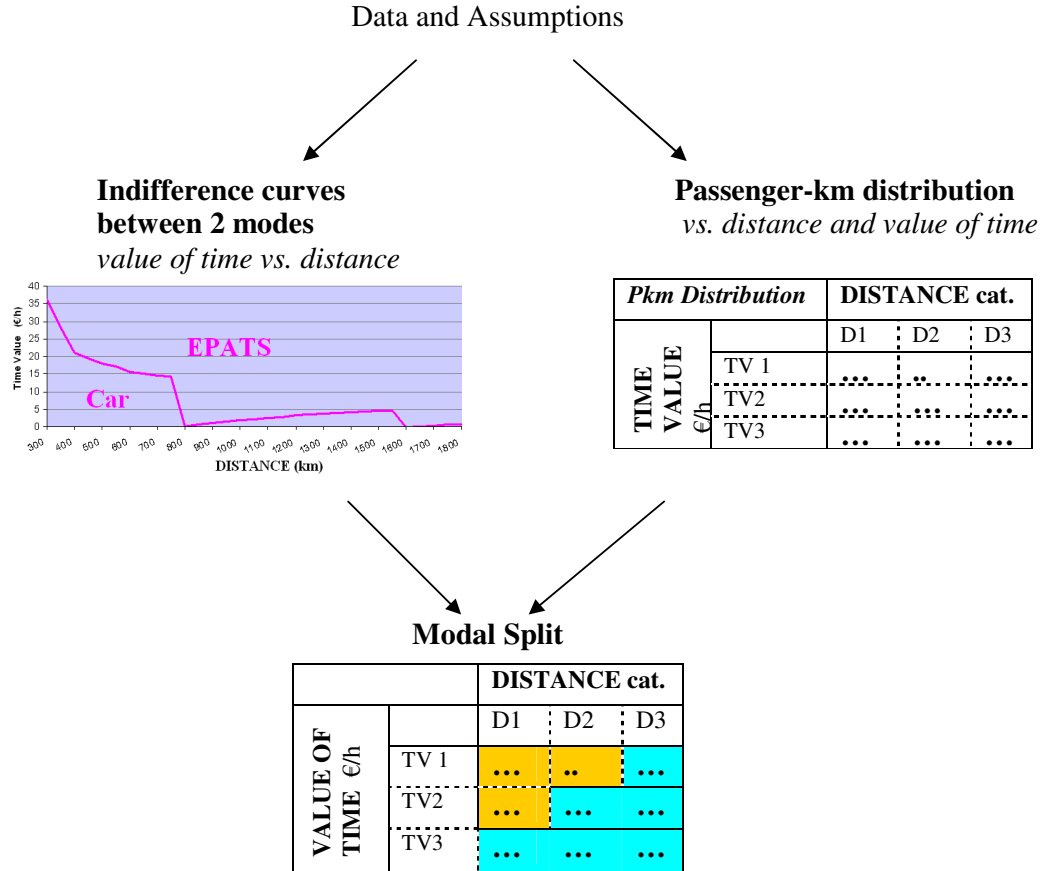 Data and Assumptions
Indifference curves
between 2 modes
value of time vs. distance
Passenger-km distribution
vs. distance and value of time
40
35
30
25
20
15
10
5
0
Time Value (€/h)
EPATS
Car
300 400 500 600 700 800 900 1000 1100 1200 1300 1400 1500 1600 1700 1800
DISTANCE (km)
Pkm Distribution DISTANCE cat.
D1 D2 D3
TIME
VALUE
€/h
TV 1 ... .. ...
TV2 ... ... ...
TV3 ... ... ...
Modal Split
DISTANCE cat.
D1 D2 D3
VALUE OF
TIME €/h
TV 1 ... .. ...
TV2 ... ... ...
TV3 ... ... ...